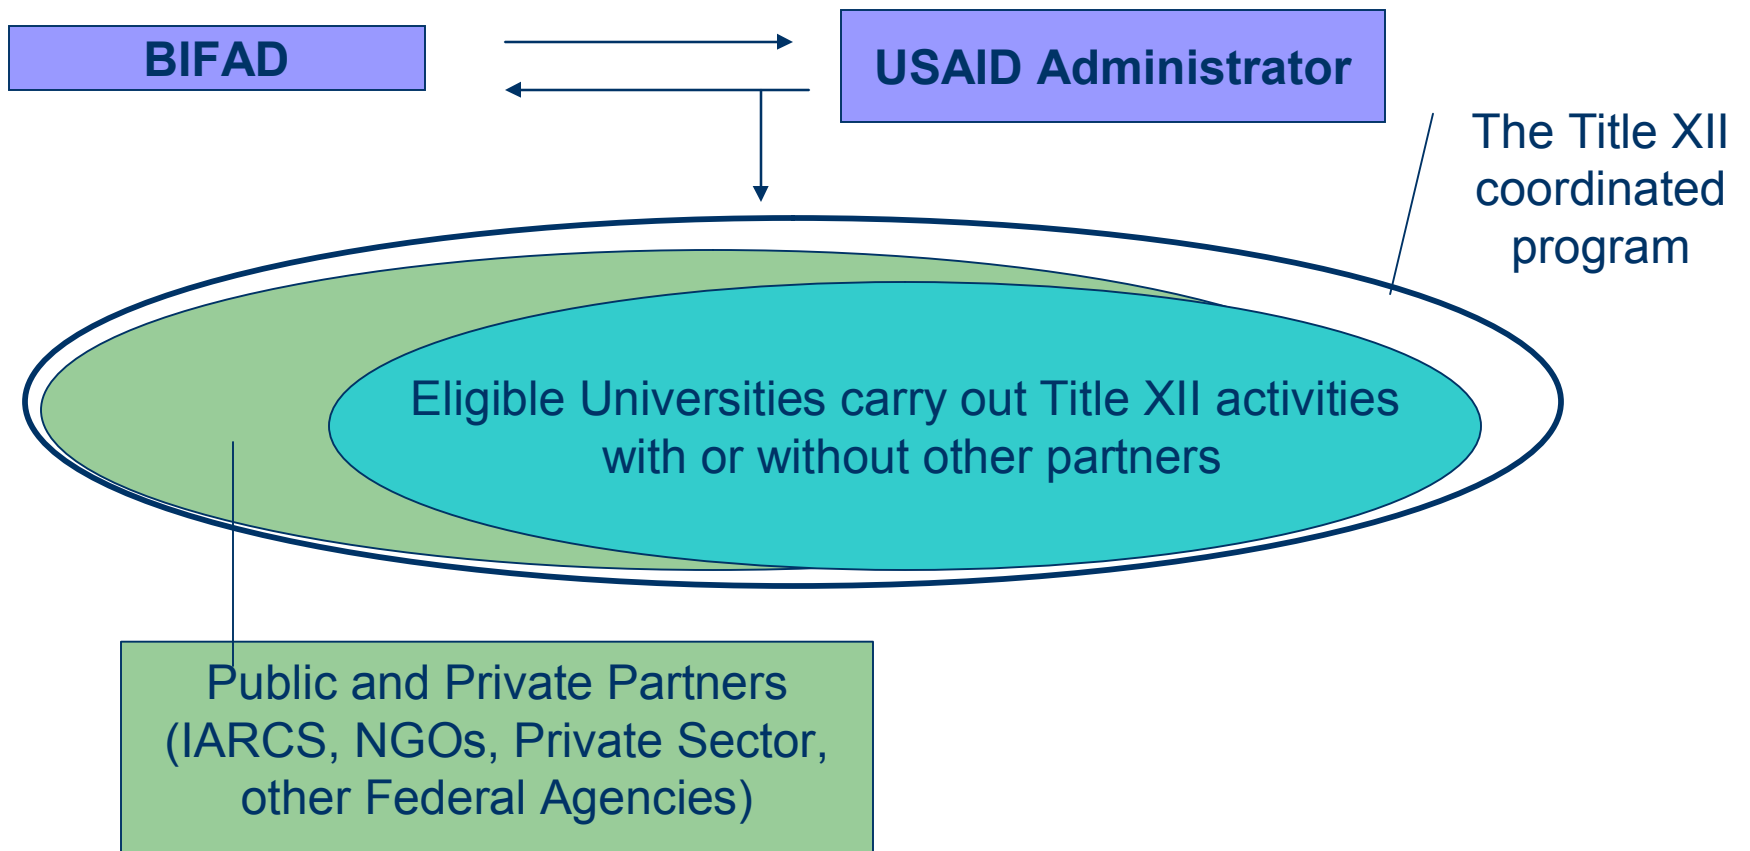 BIFAD
USAID Administrator
The Title XII
coordinated
program
Eligible Universities carry out Title XII activities
with or without other partners
Public and Private Partners
(IARCS, NGOs, Private Sector,
other Federal Agencies)